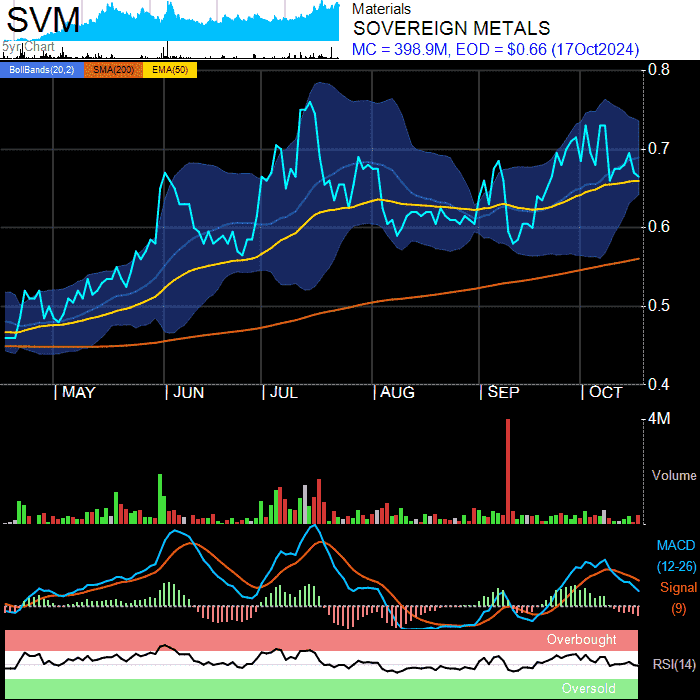 SVM
5yr Chart
Materials
SOVEREIGN METALS
MC = 398.9M, EOD = $0.66 (17Oct2024)
BollBands(20,2) SMA(200) EMA(50)
0.8
0.7
0.6
0.5
0.4
MAY JUN JUL AUG SEP OCT
4M
Volume
MACD
(12-26)
Signal
(9)
Overbought
RSI(14)
Oversold